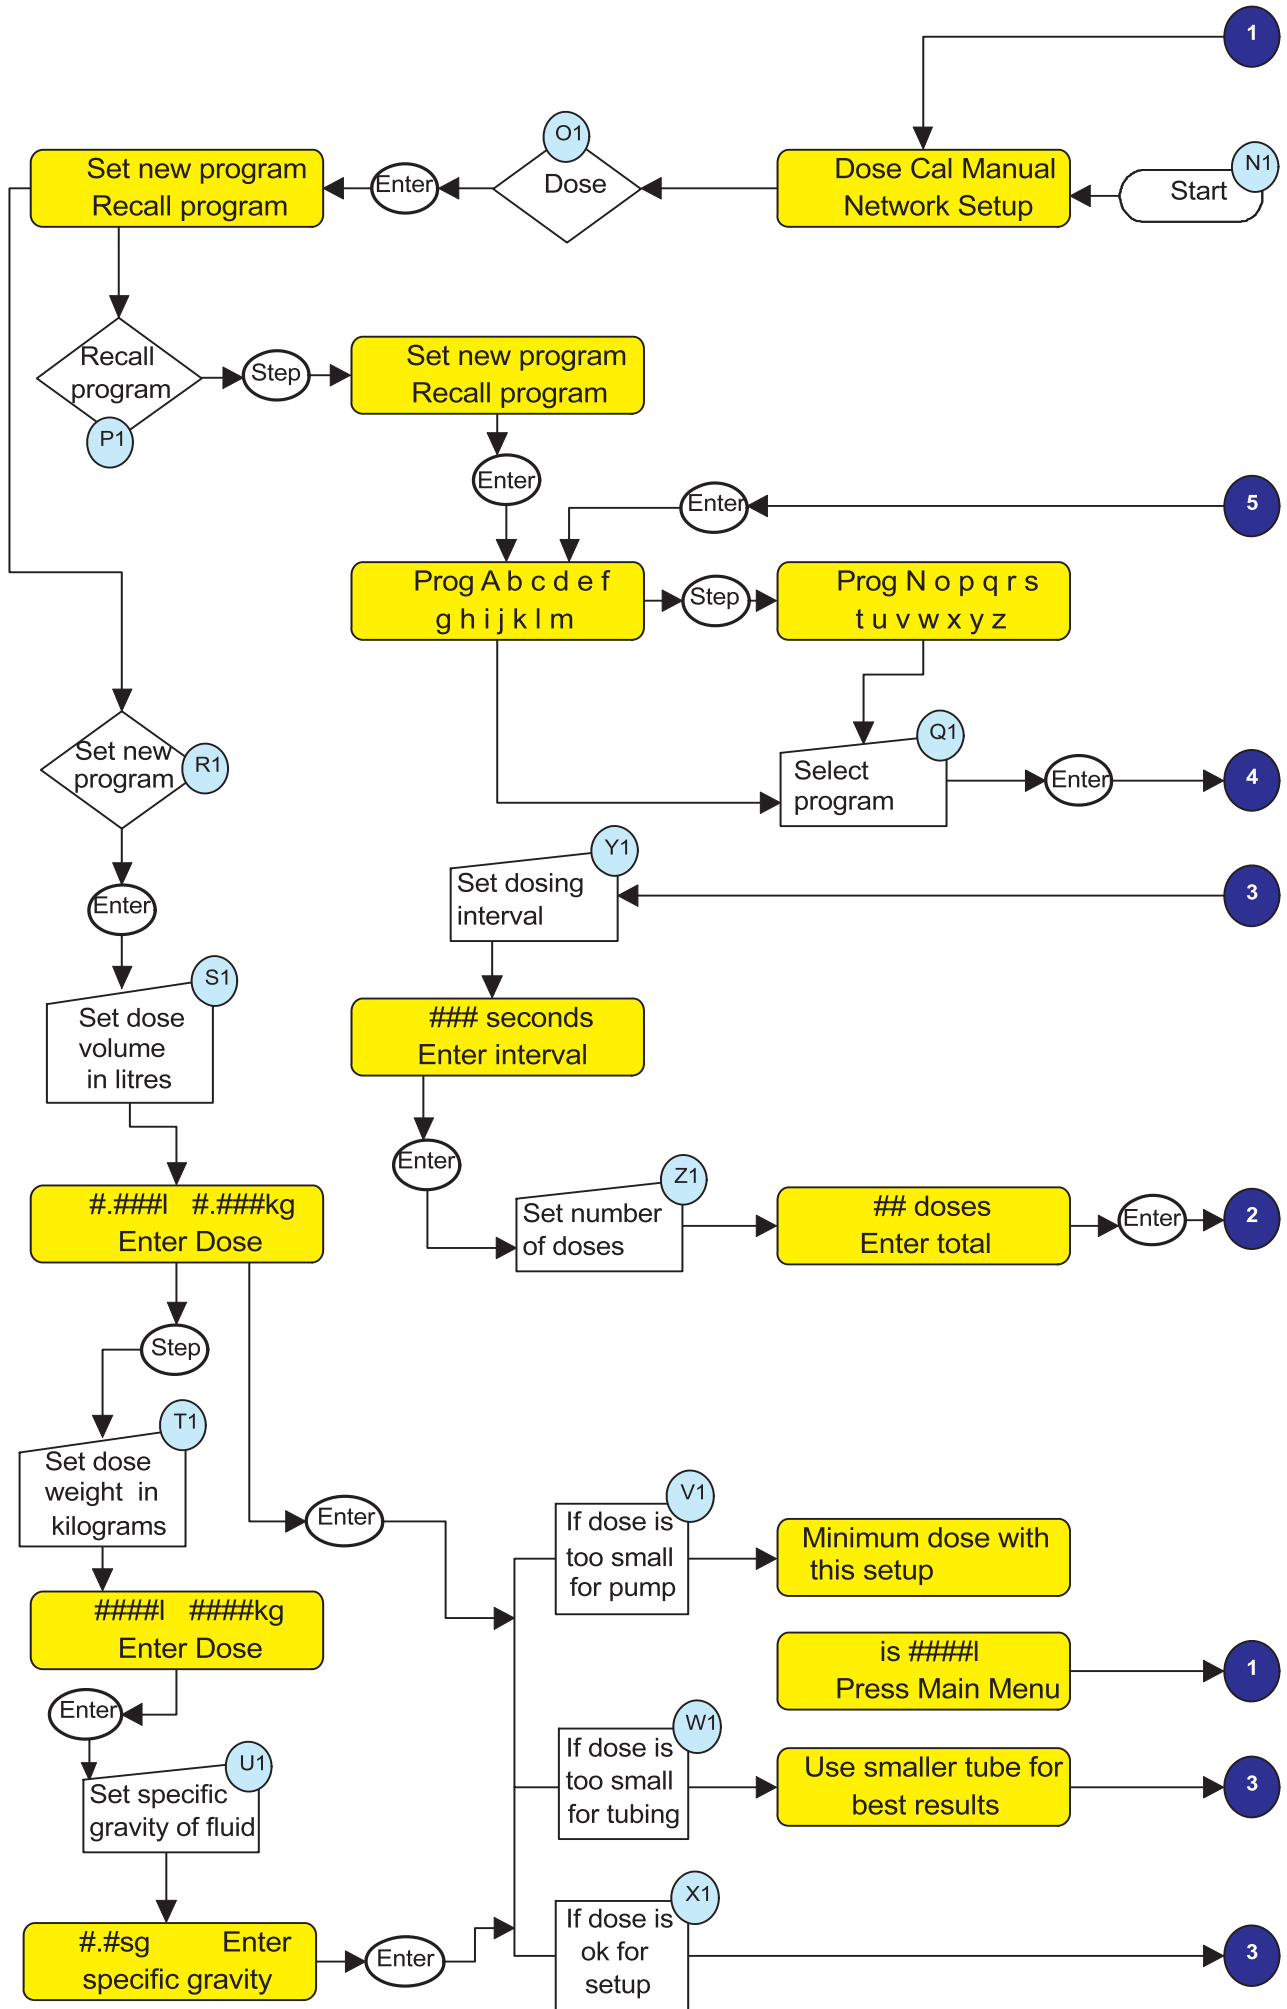 1
N1
O1
Set new program
Recall program
Enter
Dose
Dose Cal Manual
Network Setup
Start
Recall
program
P1
Step
Set new program
Recall program
Enter
Enter
5
Prog A b c d e f
g h i j k l m
Step
Prog N o p q r s
t u v w x y z
Set new
program
R1
Q1
Select
program
Enter
4
Enter
Y1
Set dosing
interval
3
S1
Set dose
volume
in litres
### seconds
Enter interval
Enter
Z1
Set number
of doses
## doses
Enter total
Enter
2
#.###l #.###kg
Enter Dose
Step
T1
Set dose
weight in
kilograms
Enter
V1
If dose is
too small
for pump
Minimum dose with
this setup
####l ####kg
Enter Dose
is ####l
Press Main Menu
1
Enter
W1
If dose is
too small
for tubing
Use smaller tube for
best results
3
U1
Set specific
gravity of fluid
X1
If dose is
ok for
setup
3
#.#sg Enter
specific gravity
Enter